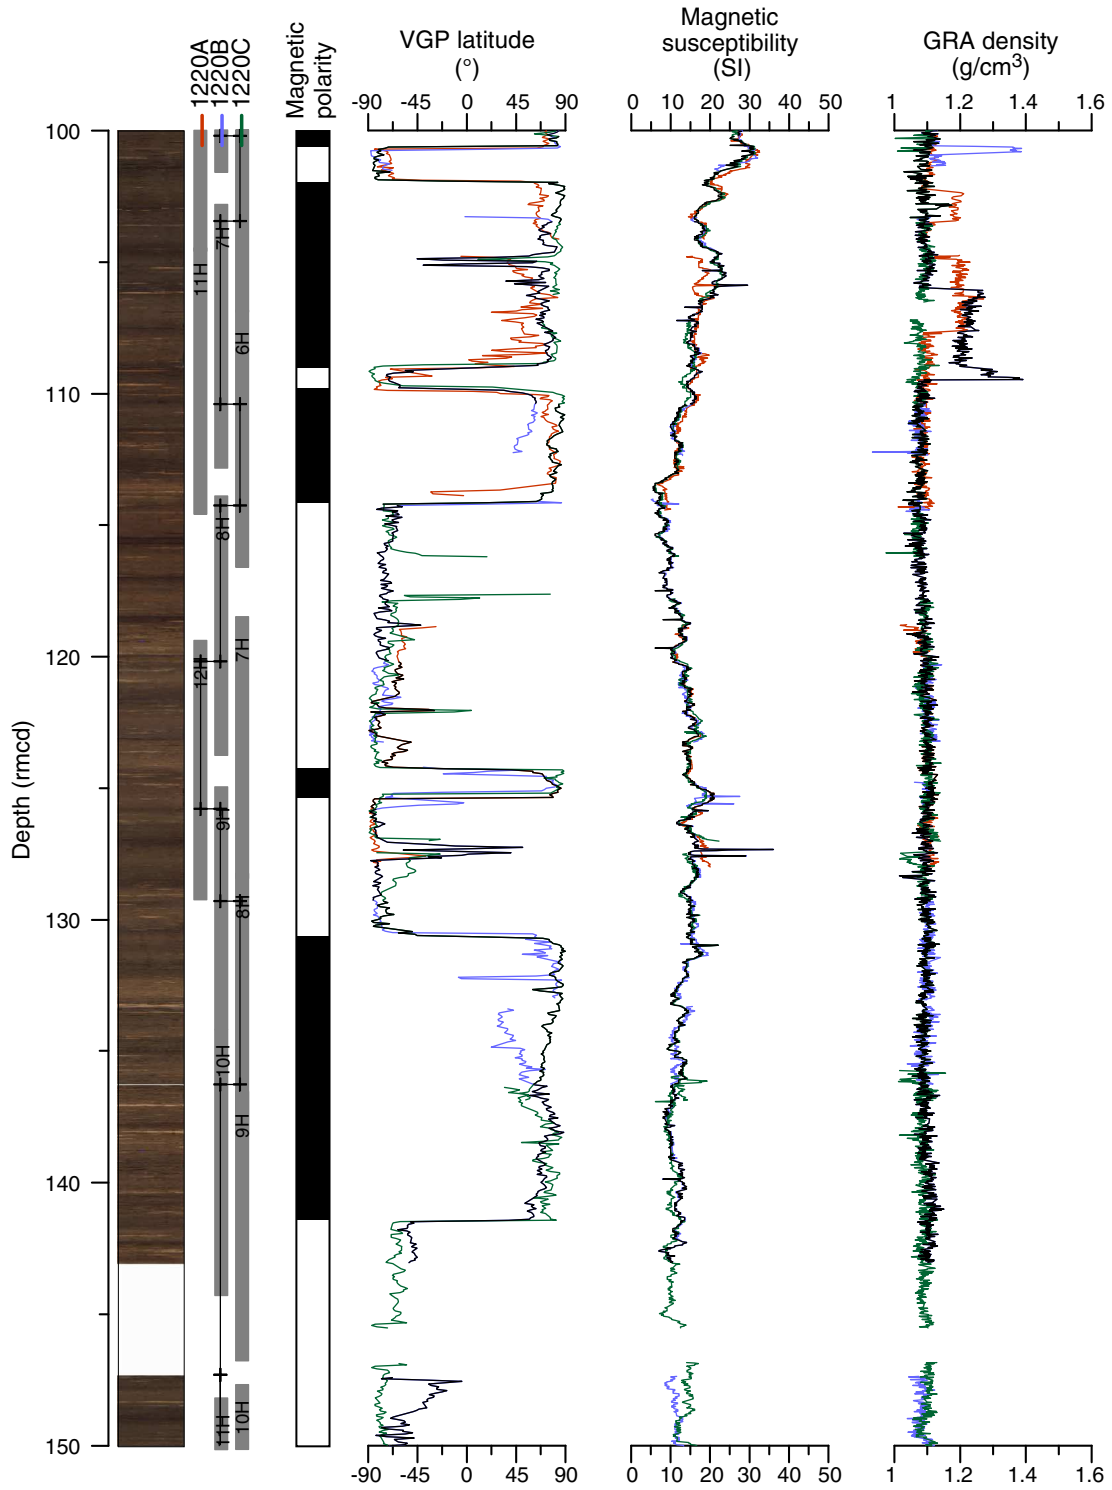 1220A
1220B
1220C
Magnetic
polarity
VGP latitude
(°)
Magnetic
susceptibility
(SI)
GRA density
(g/cm³)
-90 -45 0 45 90
0 10 20 30 40 50
1 1.2 1.4 1.6
100
110
120
130
140
150
Depth (rmcd)
11H
12H
7H
8H
9H
10H
11H
6H
7H
8H
9H
10H
-90 -45 0 45 90
0 10 20 30 40 50
1 1.2 1.4 1.6